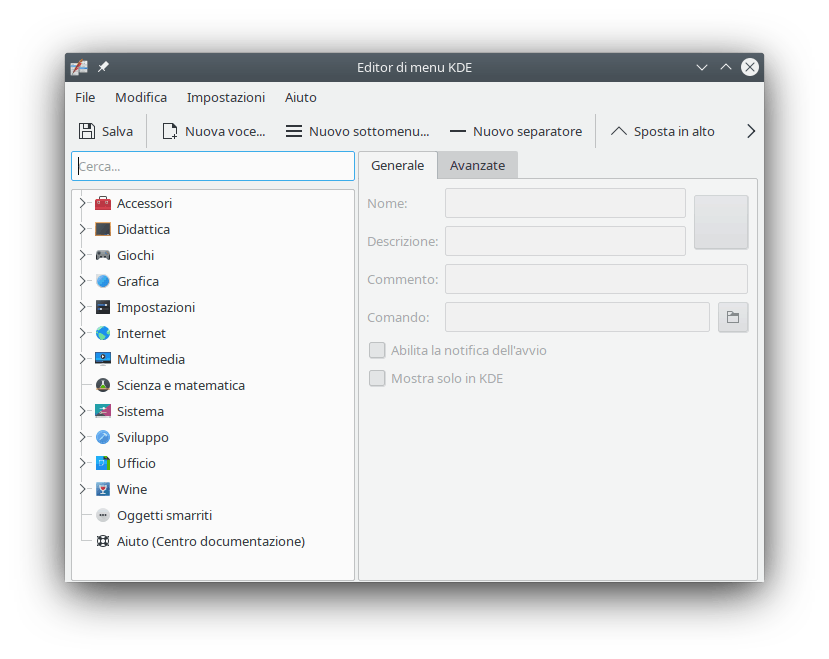 Editor di menu KDE
File Modifica Impostazioni Aiuto
Salva Nuova voce... Nuovo sottomenu... Nuovo separatore Sposta in alto
Cerca...
Generale Avanzate
Accessori
Didattica
Giochi
Grafica
Impostazioni
Internet
Multimedia
Scienza e matematica
Sistema
Sviluppo
Ufficio
Wine
Oggetti smarriti
Aiuto (Centro documentazione)
Nome:
Descrizione:
Commento:
Comando:
Abilita la notifica dell'avvio
Mostra solo in KDE